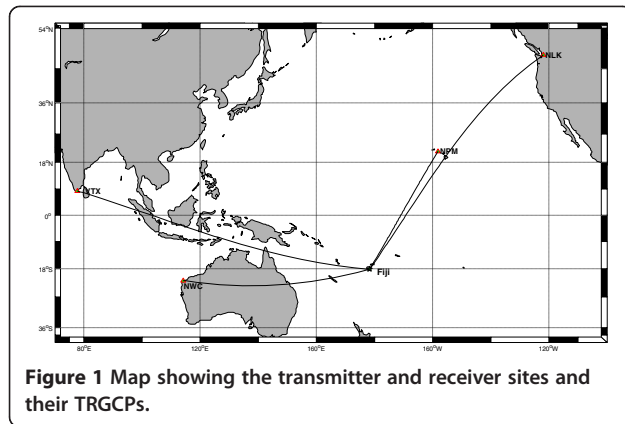 54°N
NLK
36°N
NPM
18°N
VTX
0°
18°S
Fiji
NWC
36°S
80°E 120°E 160°E 160°W 120°W
Figure 1 Map showing the transmitter and receiver sites and
their TRGCPs.